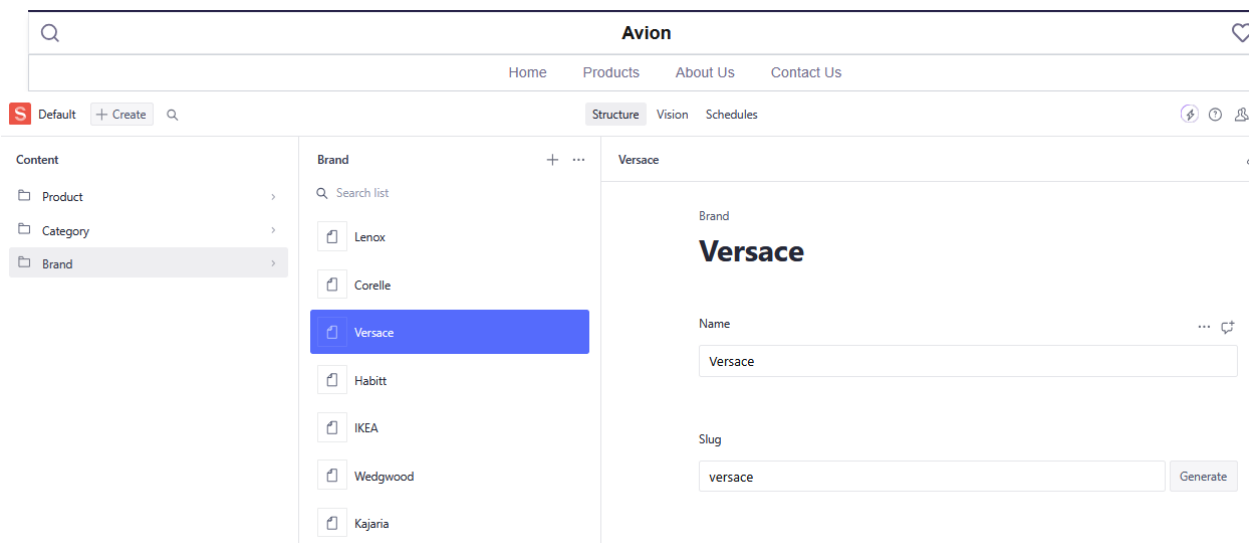 Avion
Home Products About Us Contact Us
S Default + Create Structure Vision Schedules
Content
Product
Category
Brand
Brand
Search list
Lenox
Corelle
Versace
Habitt
IKEA
Wedgwood
Kajaria
Versace
Brand
Versace
Name
Versace
Slug
versace Generate